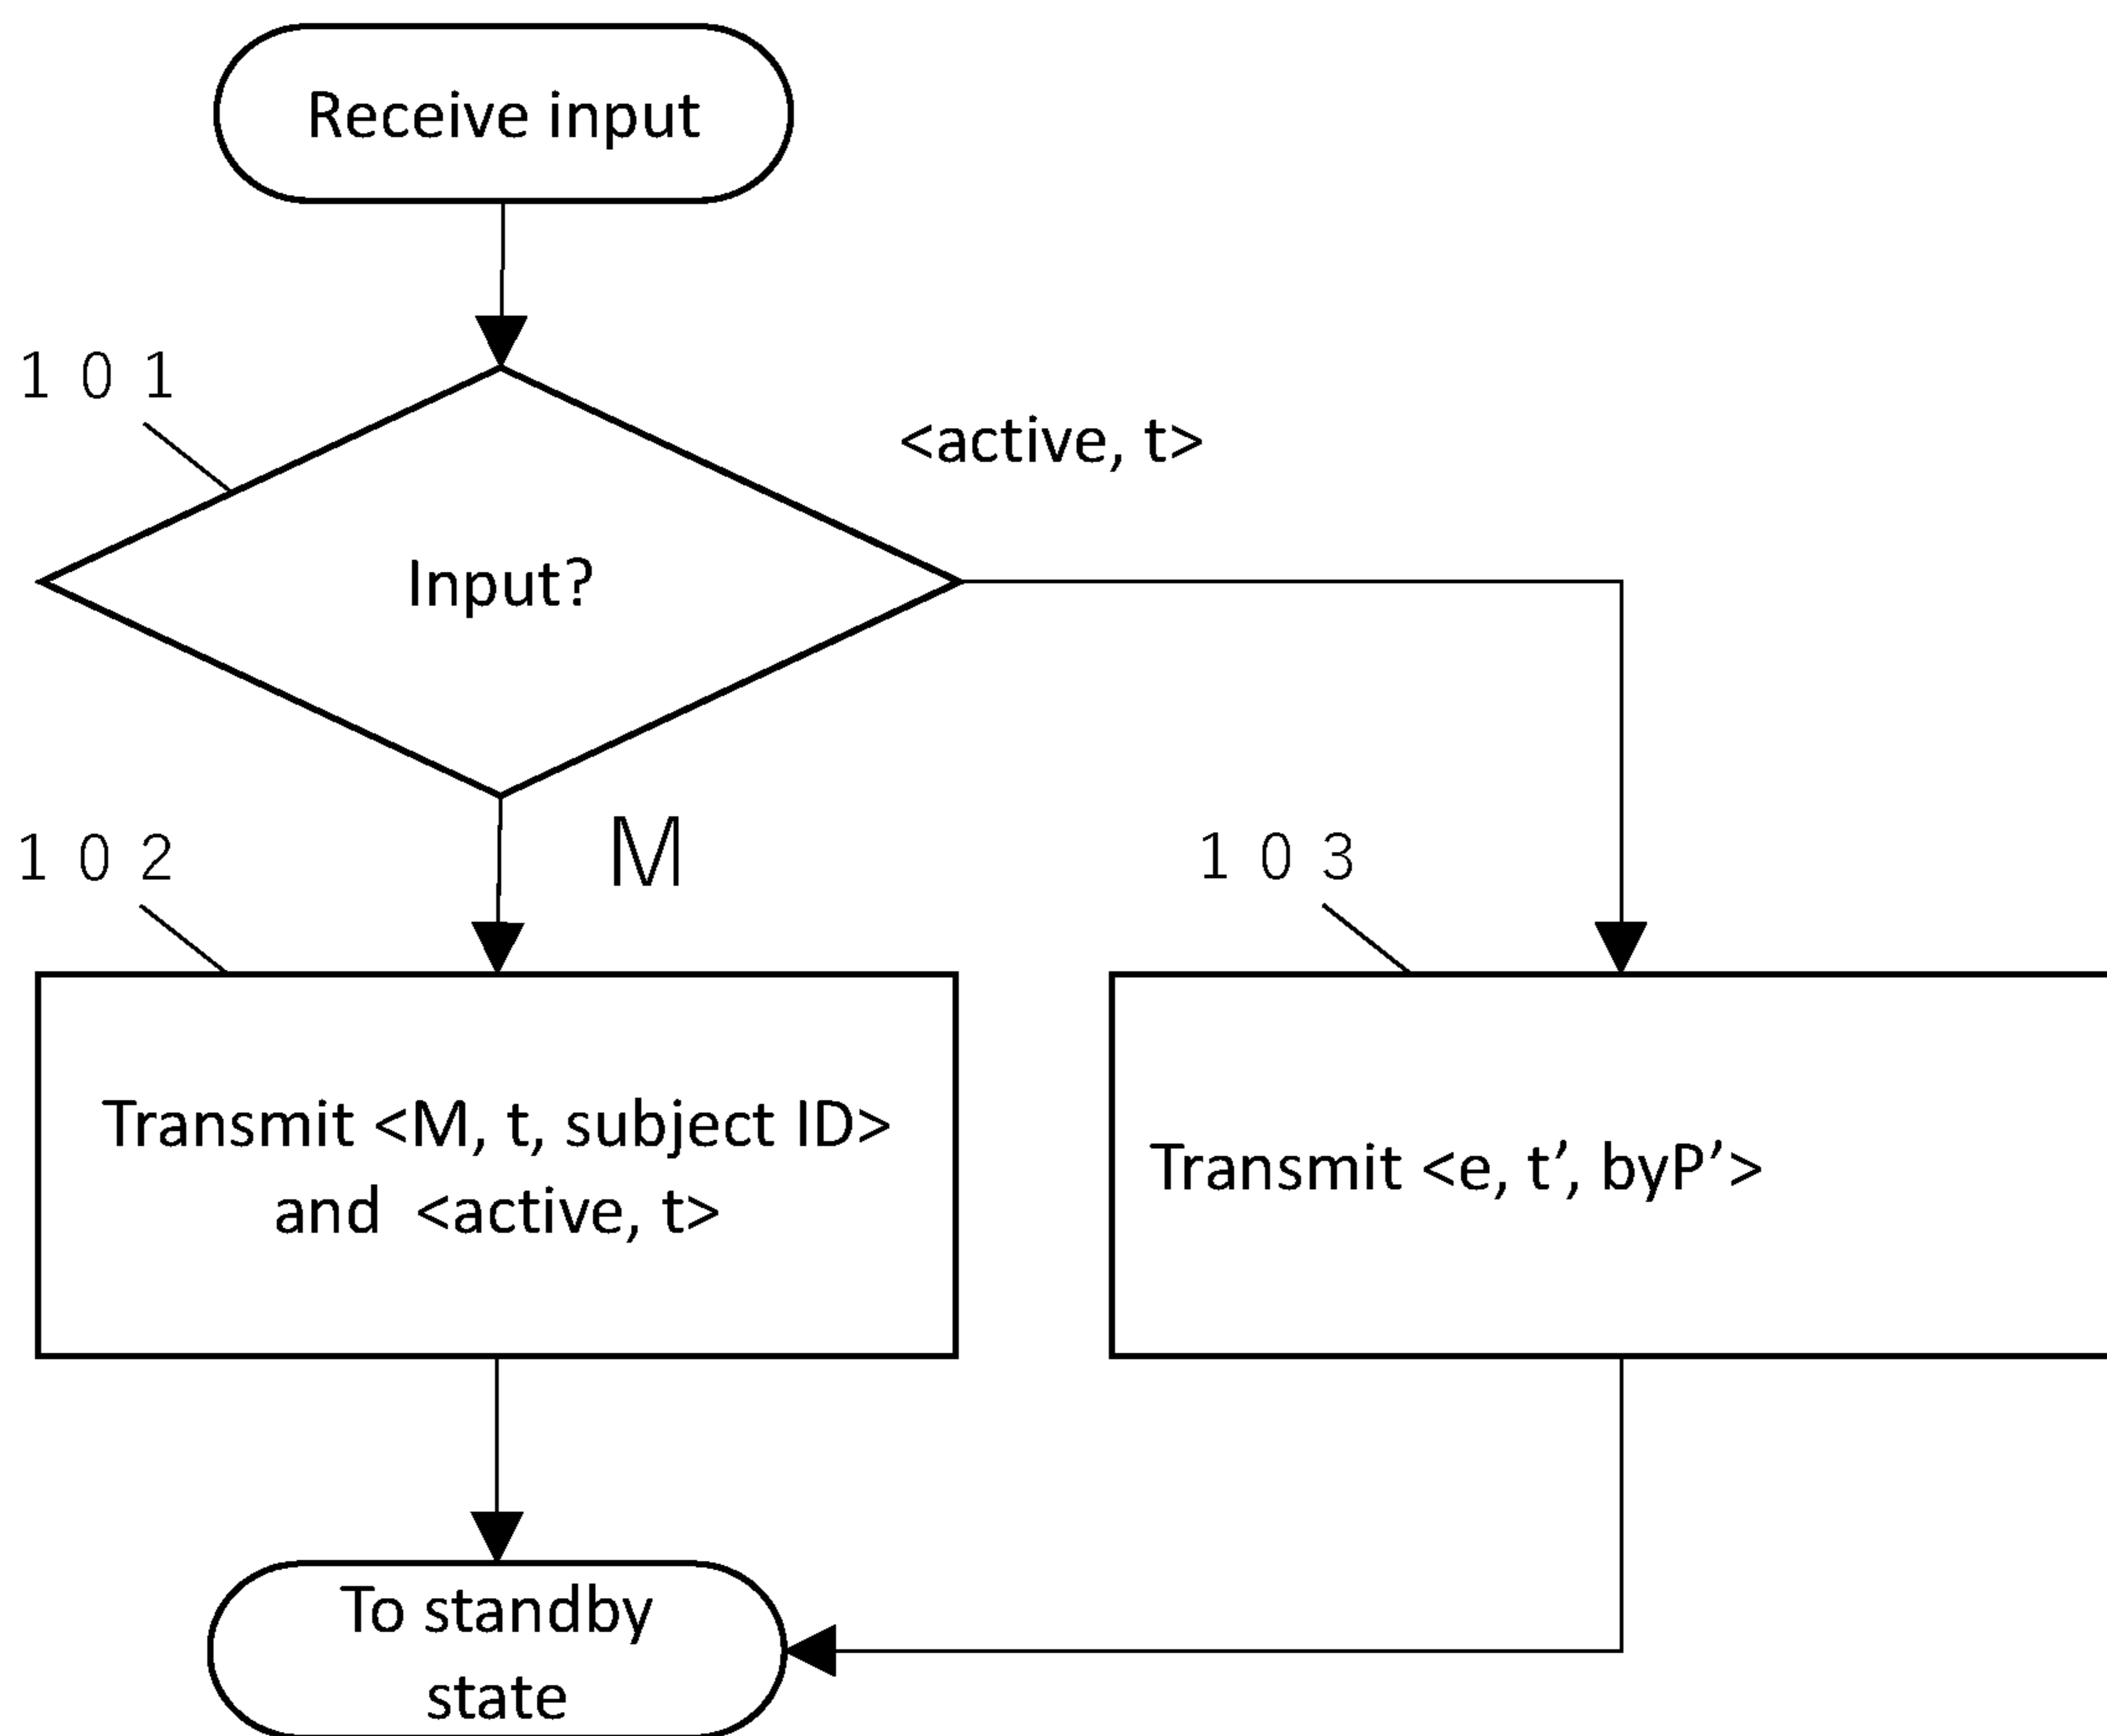 Receive input
1 0 1
<active, t>
Input?
M
1 0 2
1 0 3
Transmit <M, t, subject ID>
and <active, t>
Transmit <e, t’, byP’>
To standby
state